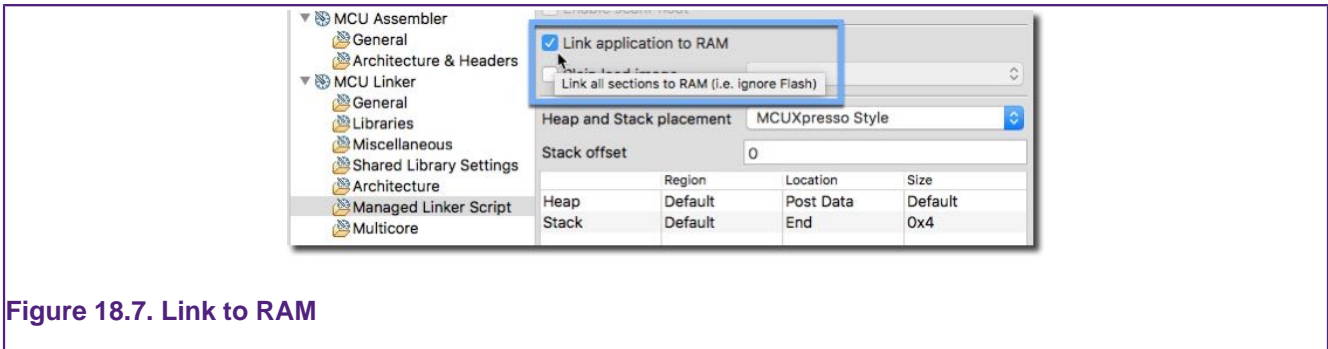 MCU Assembler
General
Architecture & Headers
MCU Linker
General
Libraries
Miscellaneous
Shared Library Settings
Architecture
Managed Linker Script
Multicore
Link application to RAM
Link all sections to RAM (i.e. ignore Flash)
Heap and Stack placement MCUXpresso Style
Stack offset 0
Region Location Size
Heap Default Post Data Default
Stack Default End 0x4
Figure 18.7. Link to RAM